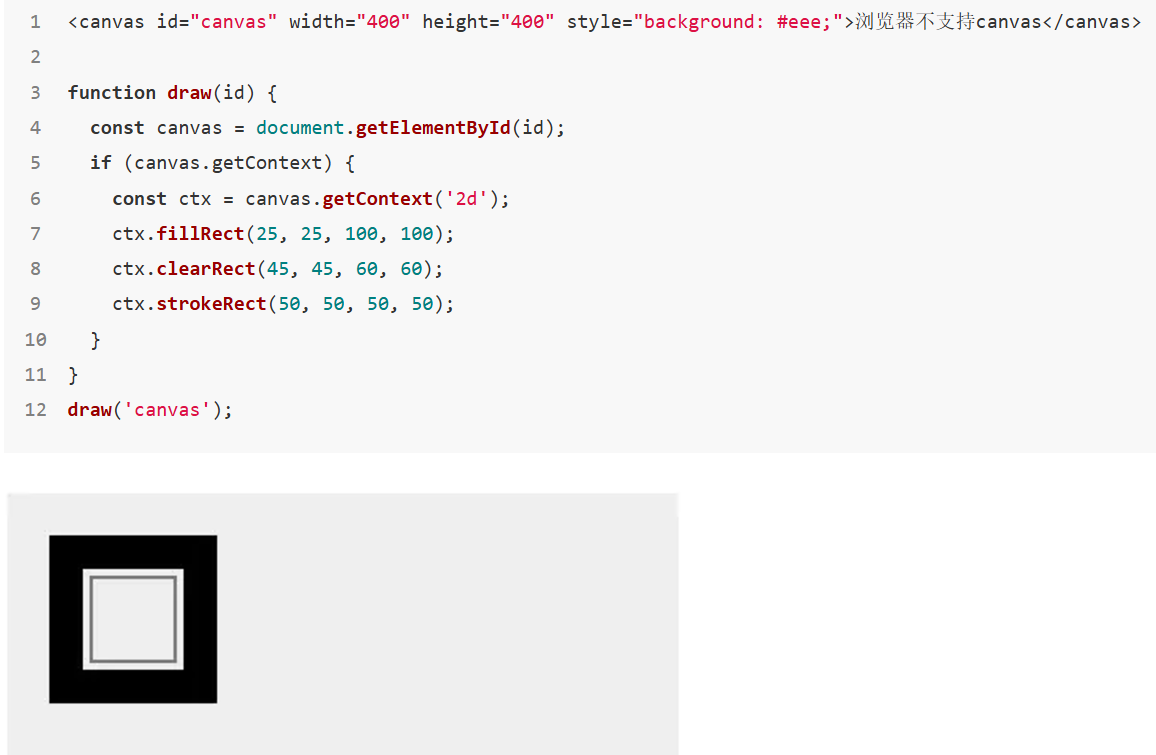 1 <canvas id="canvas" width="400" height="400" style="background: #eee;">浏览器不支持canvas</canvas>
2
3 function draw(id) {
4   const canvas = document.getElementById(id);
5   if (canvas.getContext) {
6     const ctx = canvas.getContext('2d');
7     ctx.fillRect(25, 25, 100, 100);
8     ctx.clearRect(45, 45, 60, 60);
9     ctx.strokeRect(50, 50, 50, 50);
10   }
11 }
12 draw('canvas');